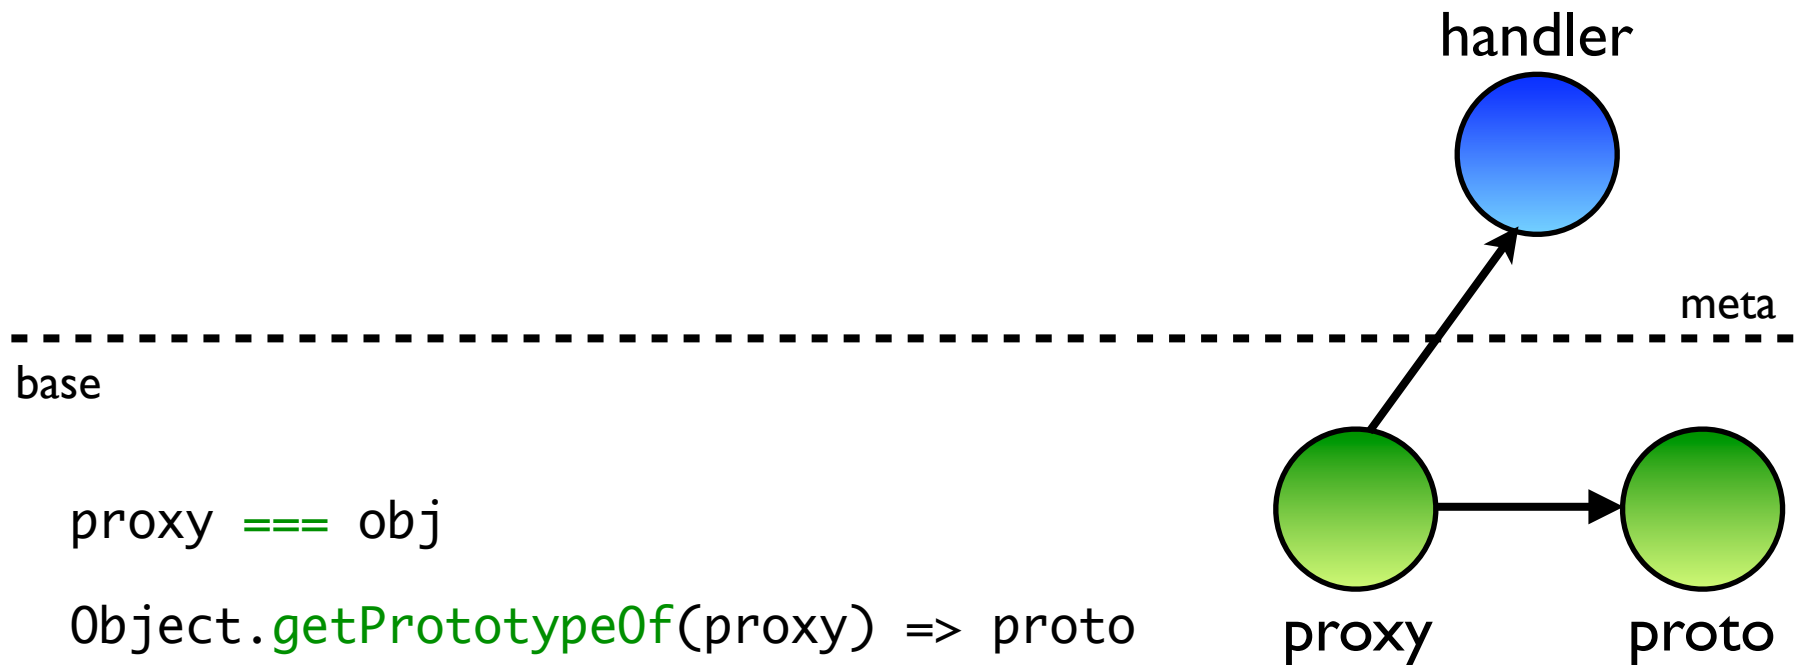 handler
meta
base
proxy === obj
Object.getPrototypeOf(proxy) => proto
proxy
proto